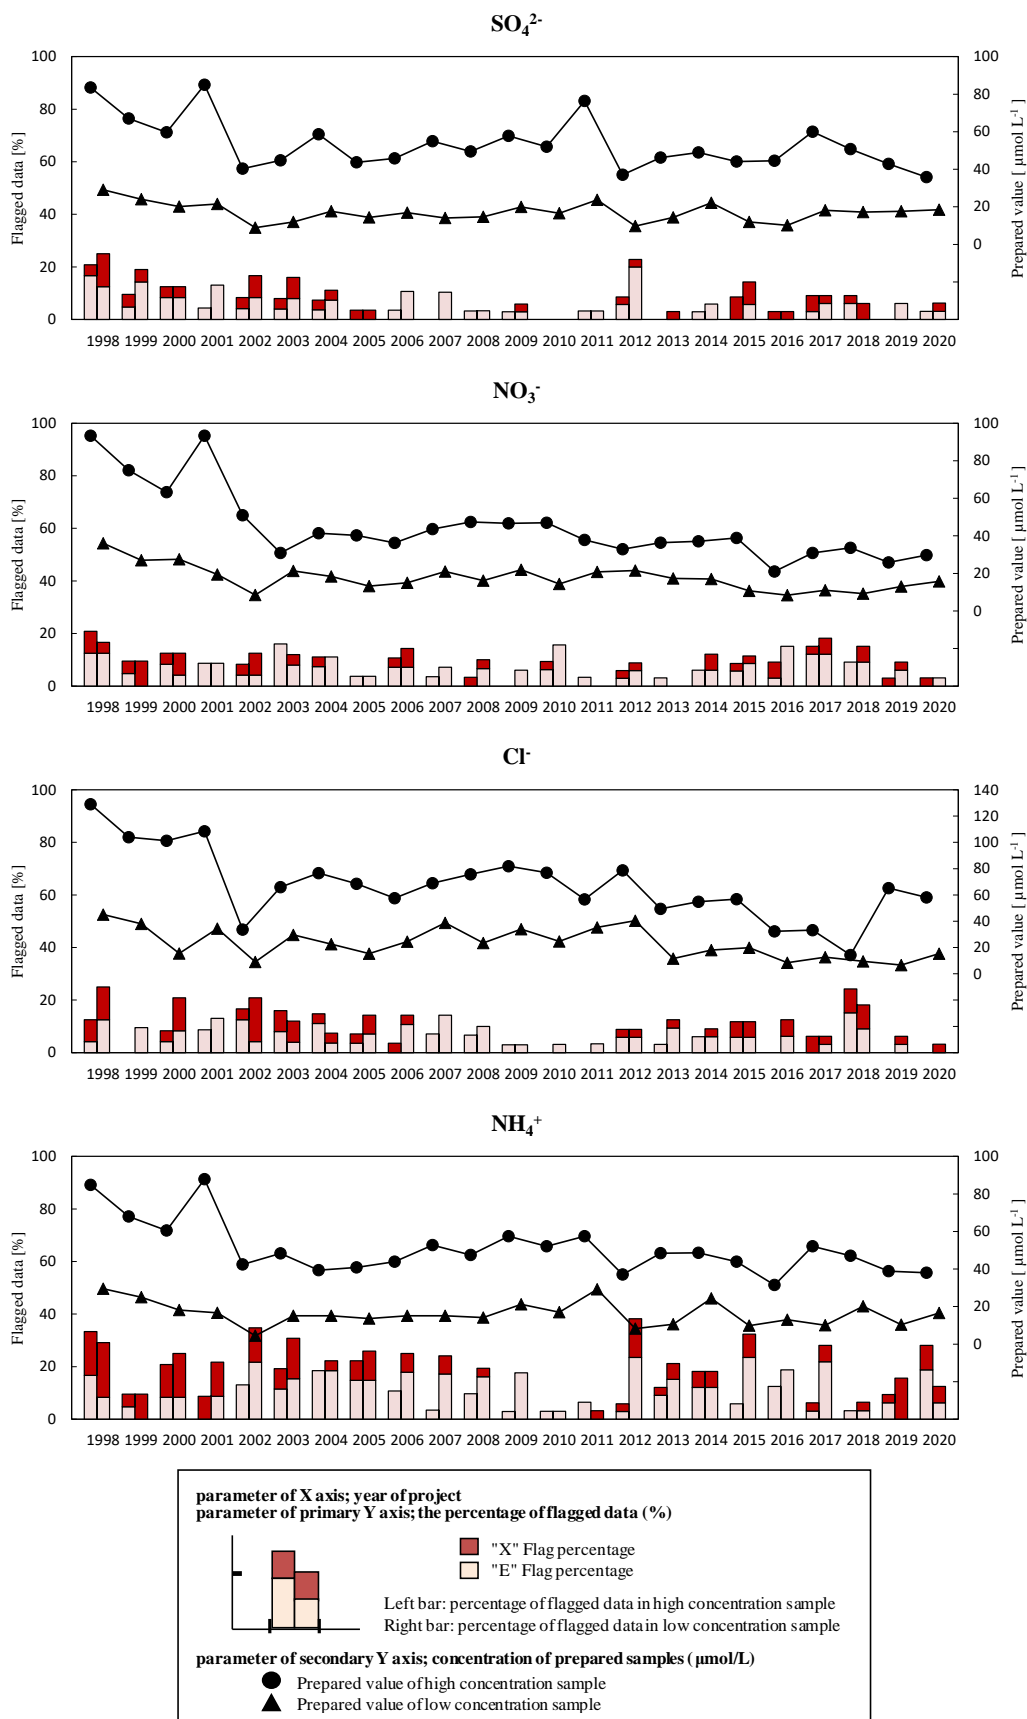 SO₄²⁻
100 100
80 80
60 60
40 40
20 20
0 0
Flagged data [%]
Prepared value [ µmol L⁻¹ ]
1998 1999 2000 2001 2002 2003 2004 2005 2006 2007 2008 2009 2010 2011 2012 2013 2014 2015 2016 2017 2018 2019 2020
NO₃⁻
100 100
80 80
60 60
40 40
20 20
0 0
Flagged data [%]
Prepared value [ µmol L⁻¹ ]
1998 1999 2000 2001 2002 2003 2004 2005 2006 2007 2008 2009 2010 2011 2012 2013 2014 2015 2016 2017 2018 2019 2020
Cl⁻
100 140
80 120
60 100
40 80
20 60
0 40
20
0
Flagged data [%]
Prepared value [ µmol L⁻¹ ]
1998 1999 2000 2001 2002 2003 2004 2005 2006 2007 2008 2009 2010 2011 2012 2013 2014 2015 2016 2017 2018 2019 2020
NH₄⁺
100 100
80 80
60 60
40 40
20 20
0 0
Flagged data [%]
Prepared value [ µmol L⁻¹ ]
1998 1999 2000 2001 2002 2003 2004 2005 2006 2007 2008 2009 2010 2011 2012 2013 2014 2015 2016 2017 2018 2019 2020
parameter of X axis; year of project
parameter of primary Y axis; the percentage of flagged data (%)
"X" Flag percentage
"E" Flag percentage
Left bar: percentage of flagged data in high concentration sample
Right bar: percentage of flagged data in low concentration sample
parameter of secondary Y axis; concentration of prepared samples (µmol/L)
Prepared value of high concentration sample
Prepared value of low concentration sample